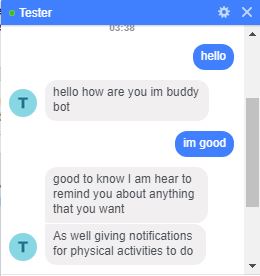 Tester
03:38
hello
hello how are you im buddy
bot
T
im good
good to know I am hear to
remind you about anything
that you want
As well giving notifications
for physical activities to do
T